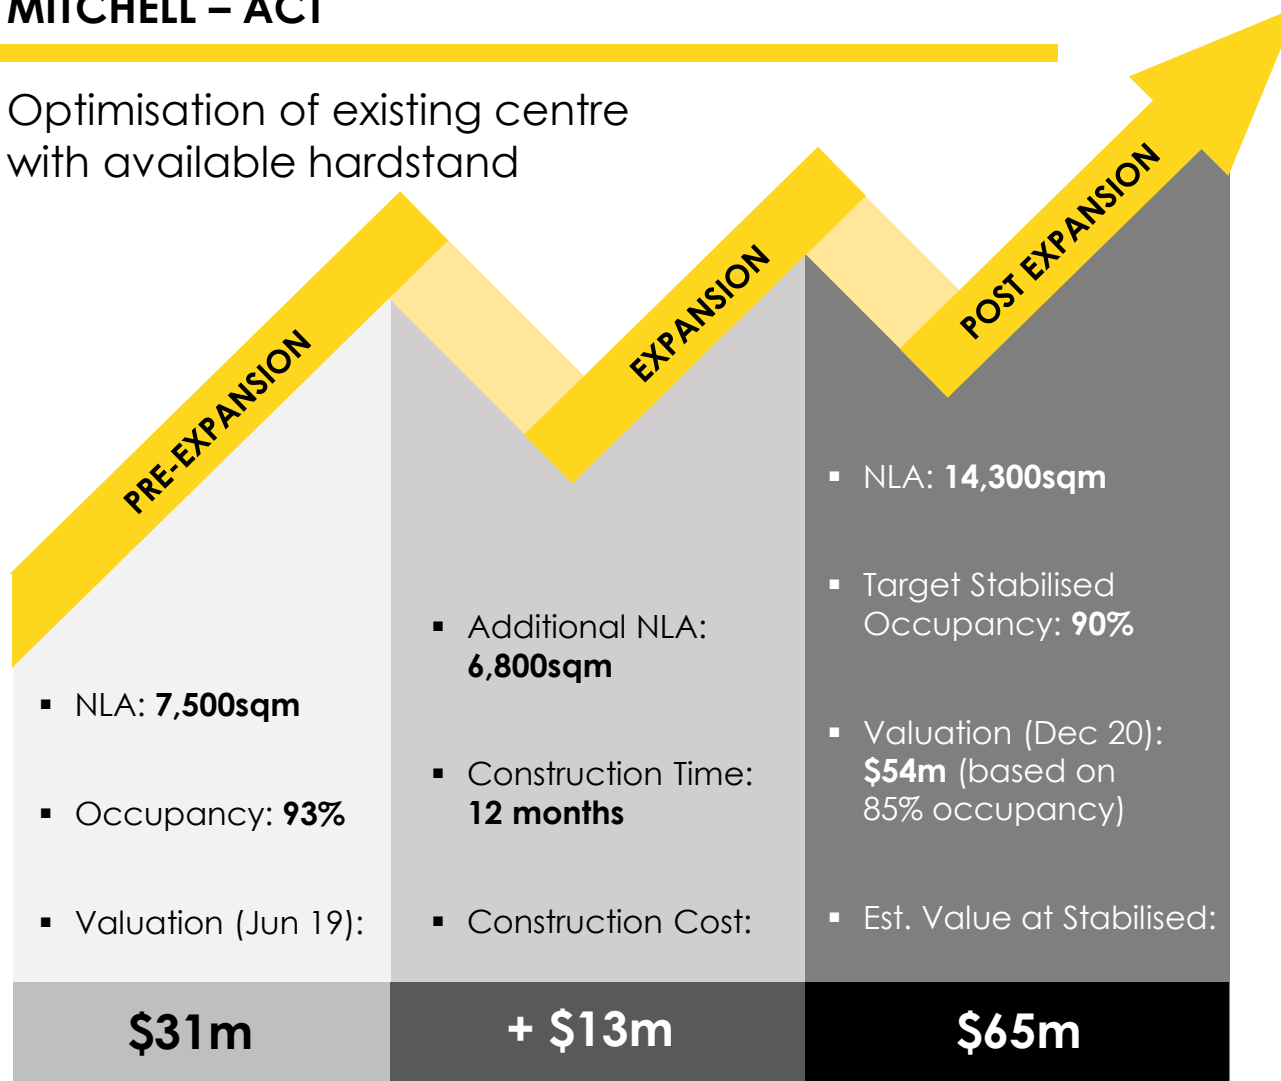 MITCHELL – ACT
Optimisation of existing centre
with available hardstand
PRE-EXPANSION
▪ NLA: 7,500sqm
▪ Occupancy: 93%
▪ Valuation (Jun 19):
$31m
EXPANSION
▪ Additional NLA:
6,800sqm
▪ Construction Time:
12 months
▪ Construction Cost:
+ $13m
POST EXPANSION
▪ NLA: 14,300sqm
▪ Target Stabilised
Occupancy: 90%
▪ Valuation (Dec 20):
$54m (based on
85% occupancy)
▪ Est. Value at Stabilised:
$65m